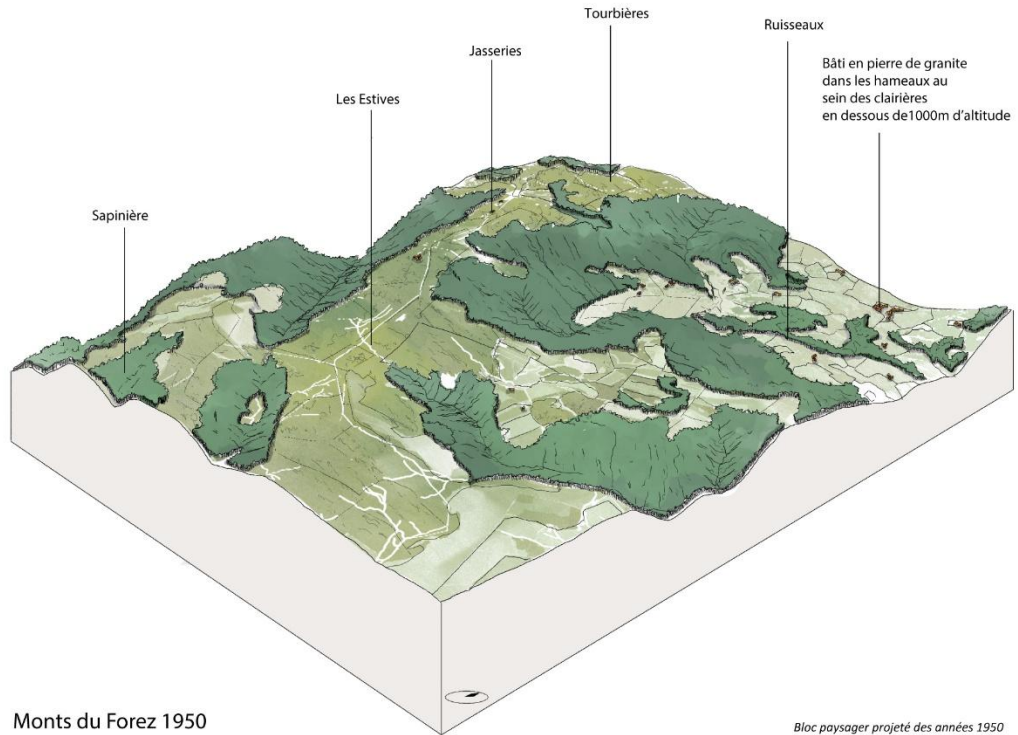 Tourbières
Ruisseaux
Jasseries
Bâti en pierre de granite
dans les hameaux au
sein des clairières
en dessous de1000m d'altitude
Les Estives
Sapinière
Monts du Forez 1950
Bloc paysager projeté des années 1950